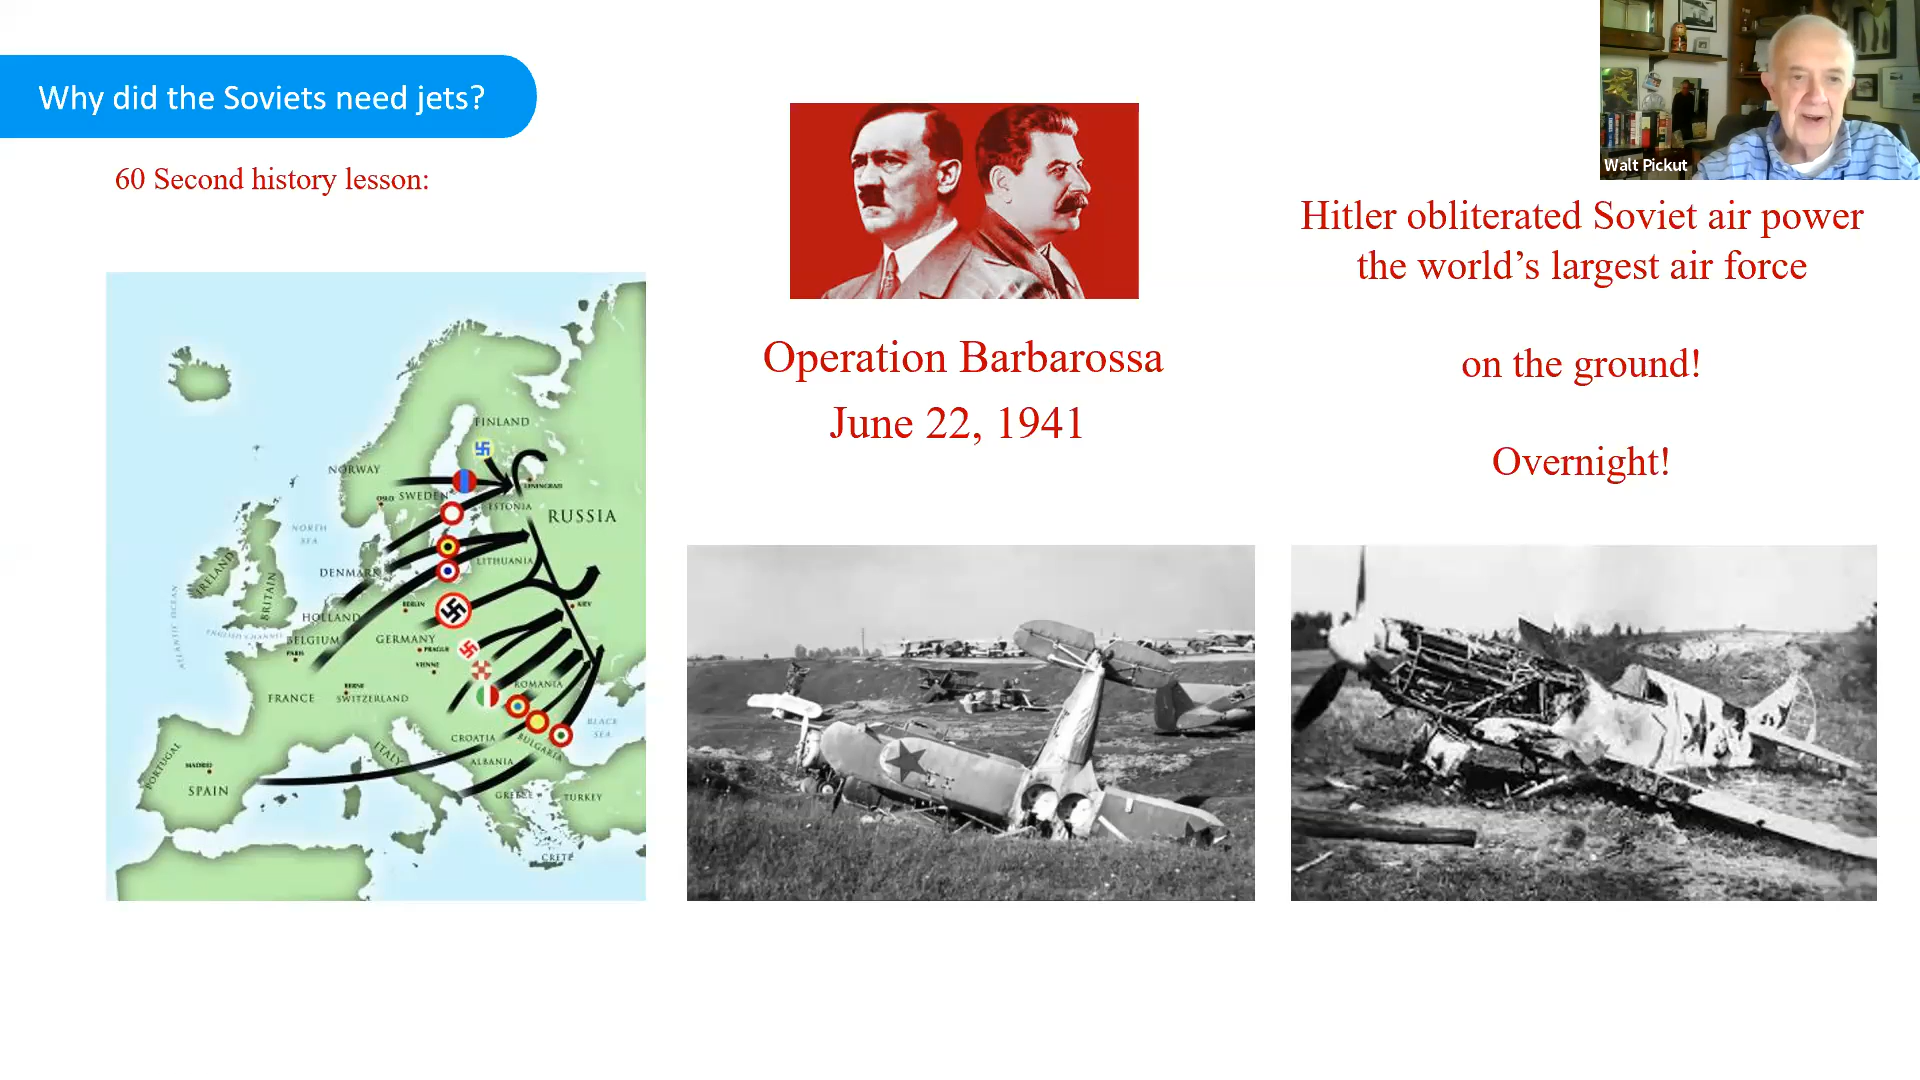 Why did the Soviets need jets?
60 Second history lesson:
Walt Pickut
Operation Barbarossa
June 22, 1941
Hitler obliterated Soviet air power
the world’s largest air force
on the ground!
Overnight!
FINLAND
NORWAY
OSLO
SWEDEN
LENINGRAD
ESTONIA
RUSSIA
NORTH
SEA
LITHUANIA
DENMARK
IRELAND
BRITAIN
ATLANTIC OCEAN
BERLIN
KIEV
HOLLAND
ENGLISH CHANNEL
BELGIUM
GERMANY
PARIS
PRAGUE
VIENNE
BERNE
ROMANIA
FRANCE
SWITZERLAND
BLACK
SEA
CROATIA
BULGARIA
ITALY
PORTUGAL
MADRID
ALBANIA
SPAIN
GREECE
TURKEY
CRETE